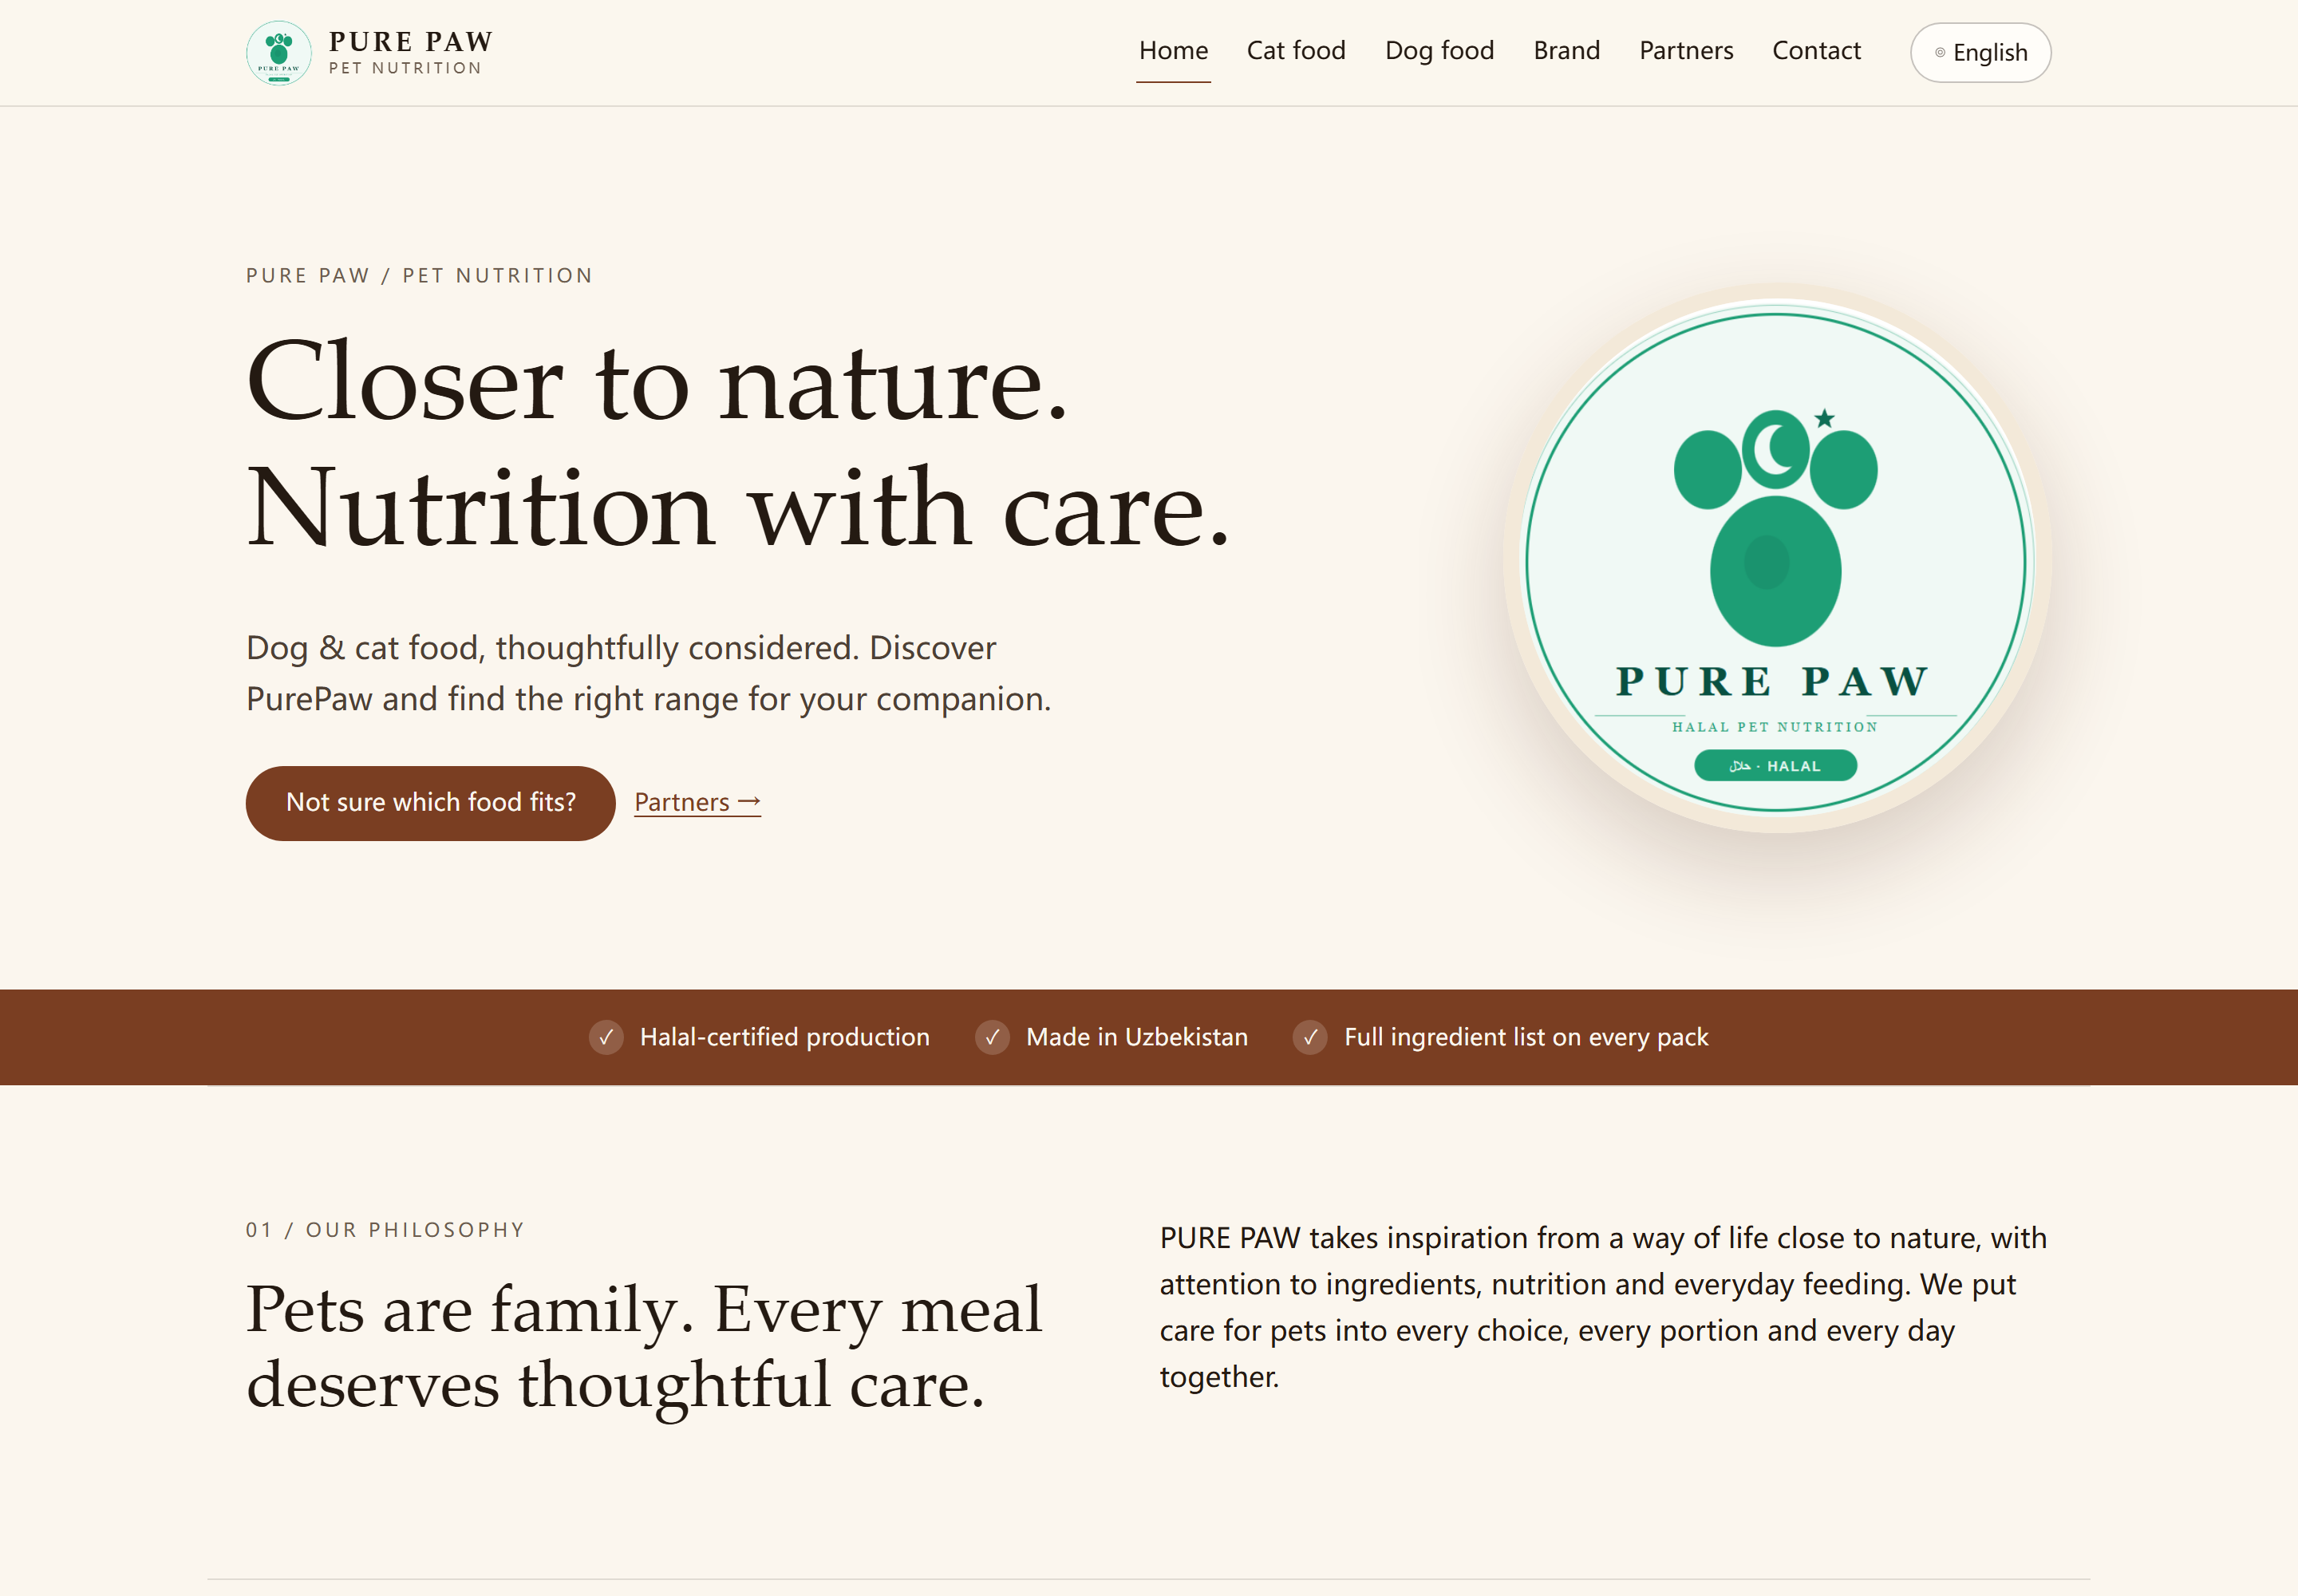 PURE PAW
PET NUTRITION
Home
Cat food
Dog food
Brand
Partners
Contact
English
PURE PAW
PURE PAW / PET NUTRITION
Closer to nature.
Nutrition with care.
Dog & cat food, thoughtfully considered. Discover
PurePaw and find the right range for your companion.
Not sure which food fits?
Partners →
PURE PAW
HALAL PET NUTRITION
حلال · HALAL
✓ Halal-certified production
✓ Made in Uzbekistan
✓ Full ingredient list on every pack
01 / OUR PHILOSOPHY
Pets are family. Every meal
deserves thoughtful care.
PURE PAW takes inspiration from a way of life close to nature, with
attention to ingredients, nutrition and everyday feeding. We put
care for pets into every choice, every portion and every day
together.